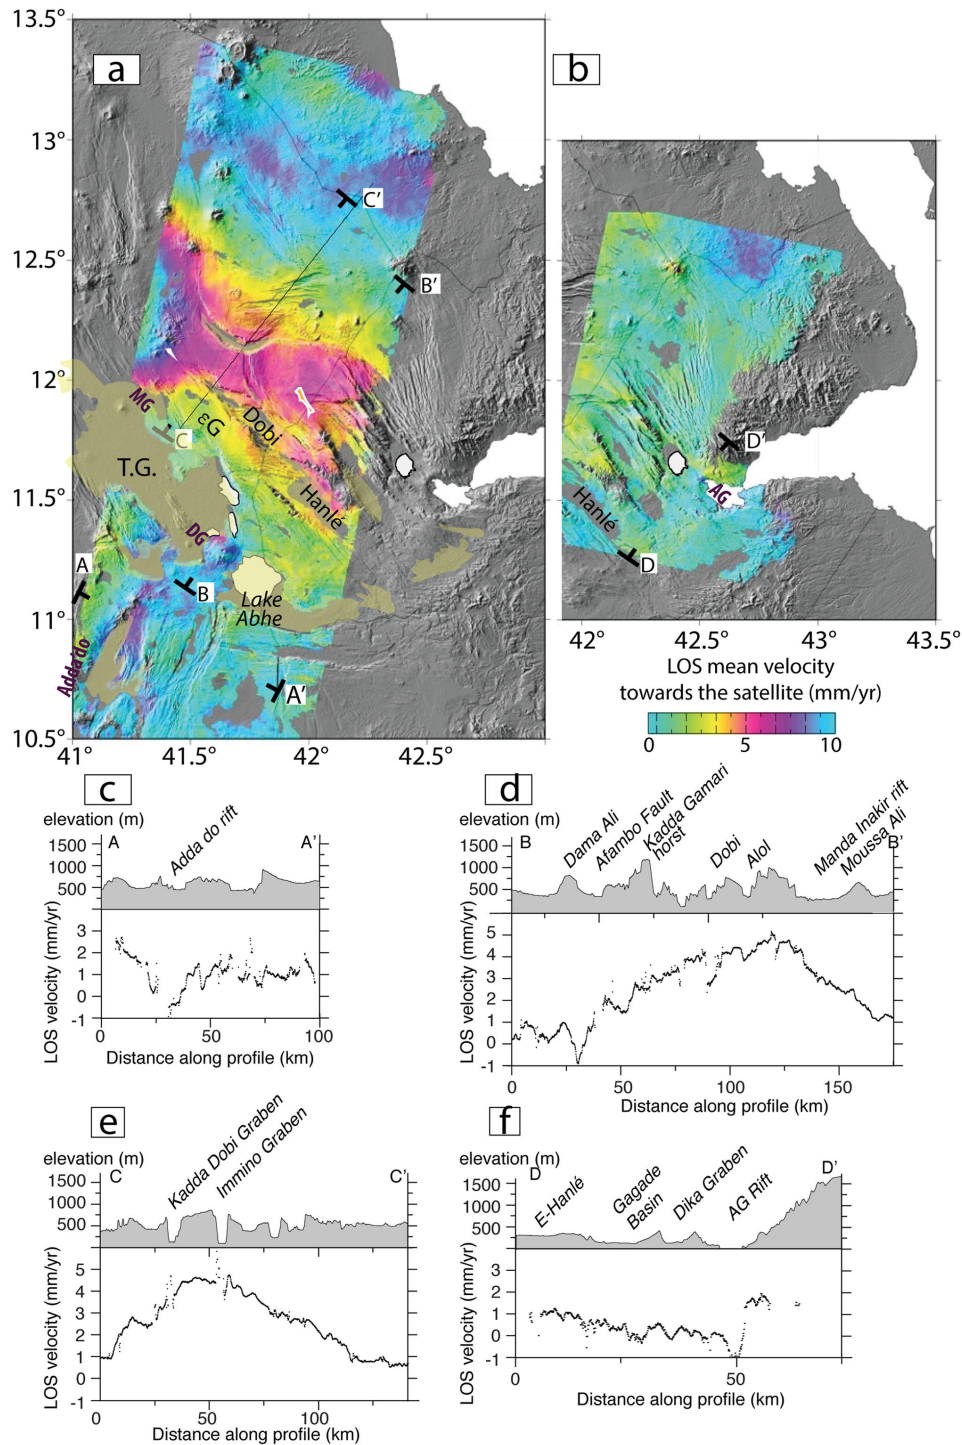 13.5°
13°
12.5°
12°
11.5°
11°
10.5°
41
41.5°
42
42.5°
a
C'
B'
MG
C
εG
Dobi
T.G.
Hanlé
DG
A
B
Lake
Abhe
Adda'do
A'
b
D'
AG
Hanlé
D
42°
42.5°
43°
43.5°
LOS mean velocity
towards the satellite (mm/yr)
0
5
10
c
elevation (m)
1500
1000
500
A
A'
Adda do rift
LOS velocity (mm/yr)
3
2
1
0
-1
0
50
100
Distance along profile (km)
d
elevation (m)
1500
1000
500
B
B'
Dama Ali
Afambo Fault
Kadda Gamari
horst
Dobi
Alol
Manda Inakir rift
Moussa Ali
LOS velocity (mm/yr)
5
4
3
2
1
0
-1
0
50
100
150
Distance along profile (km)
e
elevation (m)
1500
1000
500
C
C'
Kadda Dobi Graben
Immino Graben
LOS velocity (mm/yr)
5
4
3
2
1
0
-1
0
50
100
Distance along profile (km)
f
elevation (m)
1500
1000
500
D
D'
E-Hanlé
Gagade
Basin
Dika Graben
AG Rift
LOS velocity (mm/yr)
3
2
1
0
-1
0
50
Distance along profile (km)